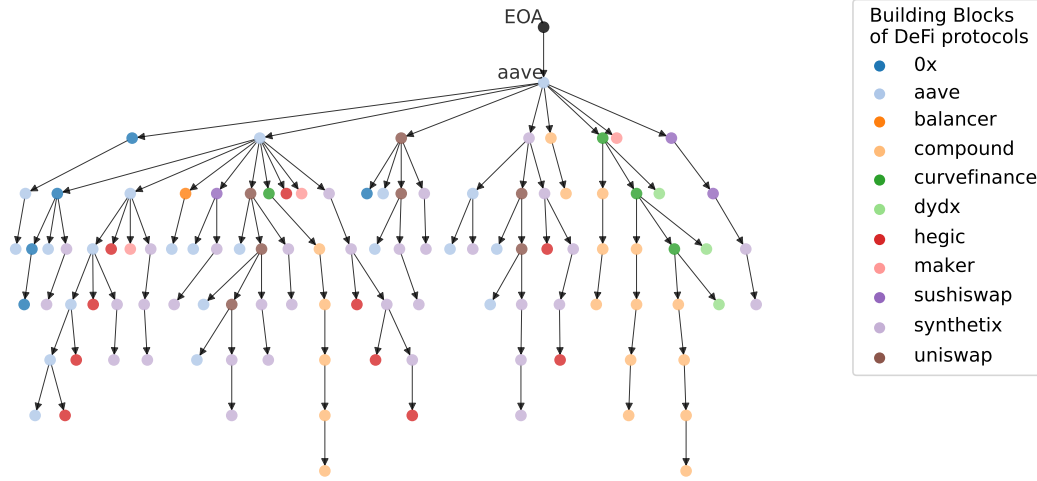 EOA
aave
Building Blocks
of DeFi protocols
0x
aave
balancer
compound
curvefinance
dydx
hegic
maker
sushiswap
synthetix
uniswap